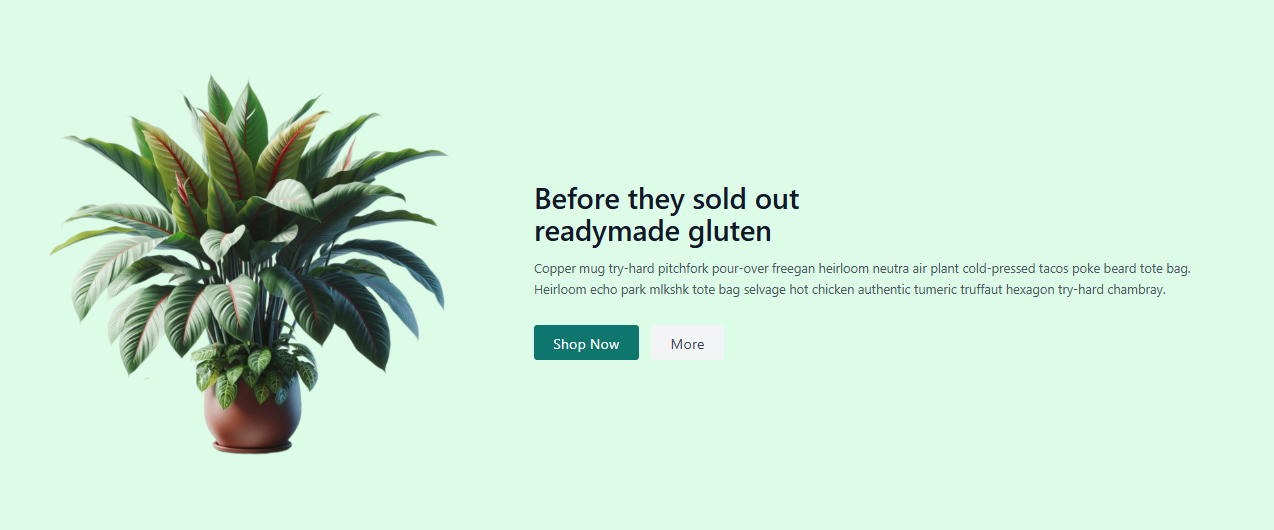 Before they sold out
readymade gluten
Copper mug try-hard pitchfork pour-over freegan heirloom neutra air plant cold-pressed tacos poke beard tote bag.
Heirloom echo park mlkshk tote bag selvage hot chicken authentic tumeric truffaut hexagon try-hard chambray.
Shop Now More